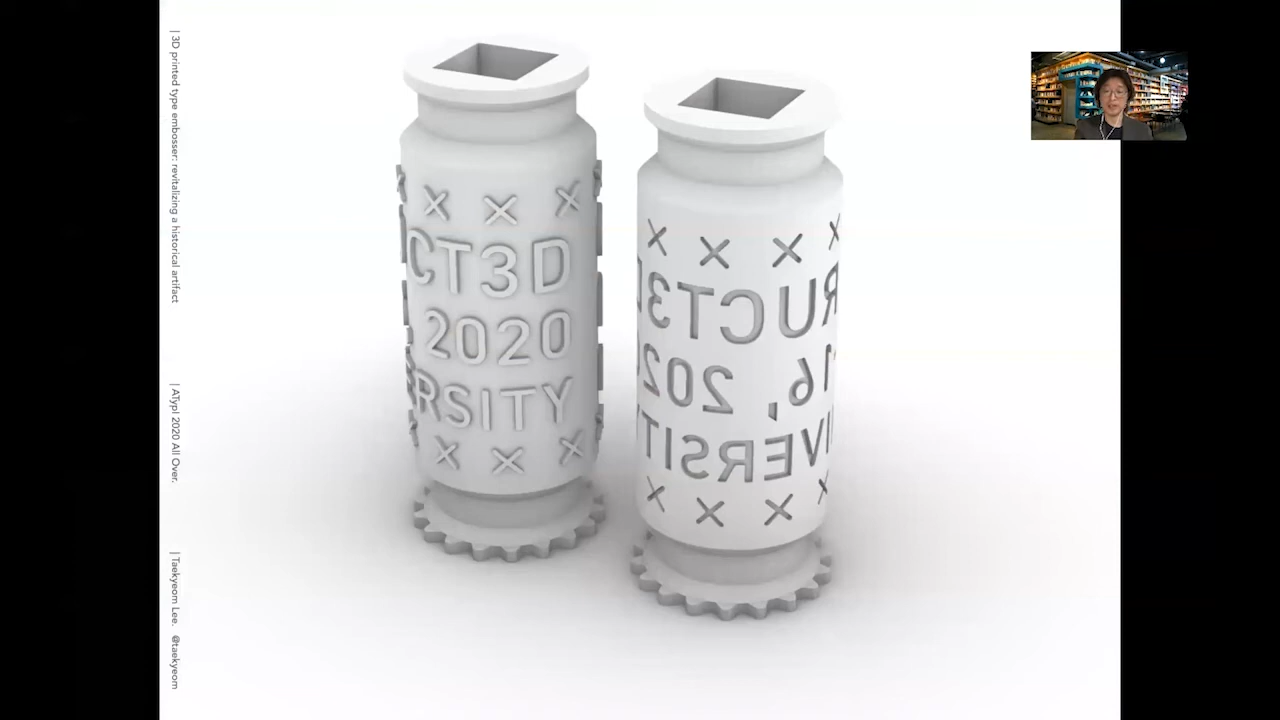 | 3D printed type embosser: revitalizing a historical artifact
| ATypI 2020 All Over.
| Taekyeom Lee. @taekyeom
CT3D
2020
ERSITY
RUCT3D
16, 202
IVERSIT